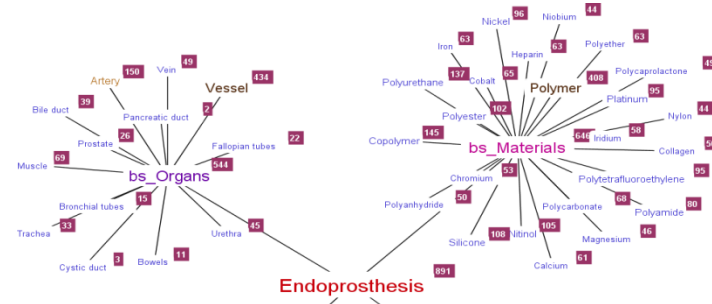 Nickel 96
Niobium 44
Iron 63
Heparin 63
Polyether 63
Vein 49
Artery 150
Vessel 434
Polyurethane 137
Cobalt 65
Polymer 408
Polycaprolactone
Platinum 95
Bile duct 39
Pancreatic duct 2
Polyester 102
Nylon 44
Prostate 26
Fallopian tubes 22
Copolymer 145
bs_Materials 646
Iridium 58
Collagen
Muscle 69
bs_Organs 544
Chromium 53
Polytetrafluoroethylene 95
Bronchial tubes 15
Polyanhydride 50
Polycarbonate 68
Polyamide 80
Trachea 33
Urethra 45
Silicone 108
Nitinol 105
Magnesium 46
Cystic duct 3
Bowels 11
Calcium 61
Endoprosthesis 891